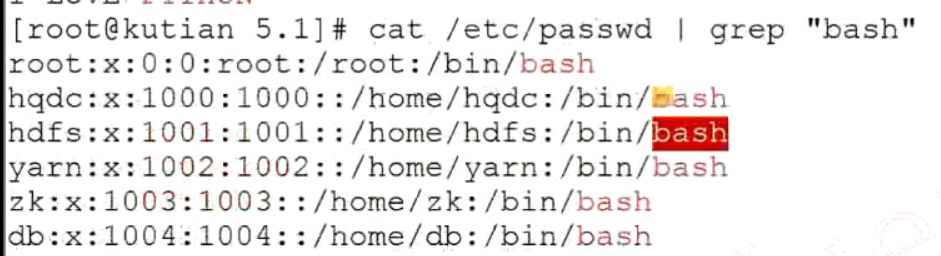 [root@kutian 5.1]# cat /etc/passwd | grep "bash"
root:x:0:0:root:/root:/bin/bash
hqdc:x:1000:1000::/home/hqdc:/bin/bash
hdfs:x:1001:1001::/home/hdfs:/bin/bash
yarn:x:1002:1002::/home/yarn:/bin/bash
zk:x:1003:1003::/home/zk:/bin/bash
db:x:1004:1004::/home/db:/bin/bash